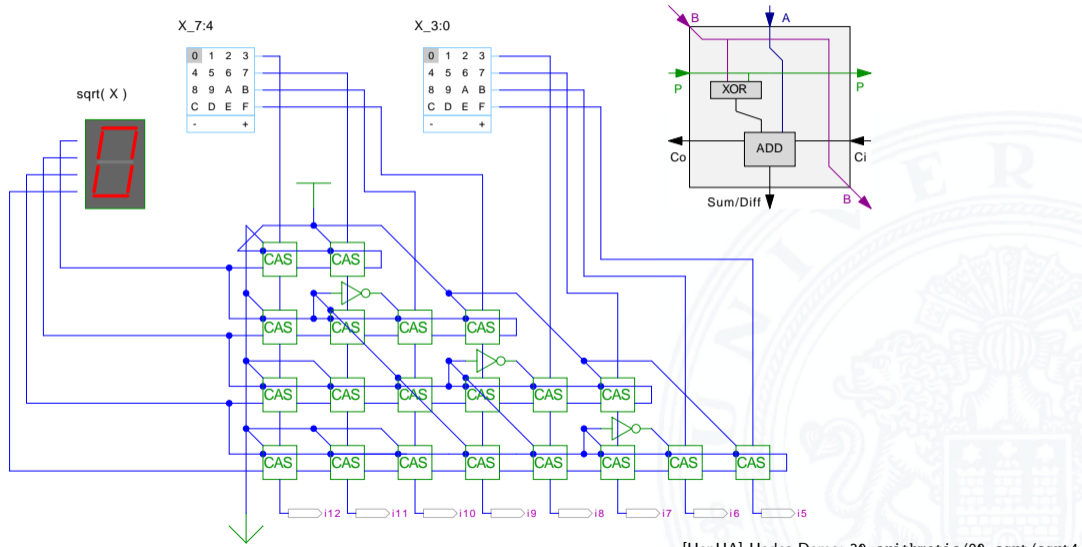 X_7:4
X_3:0
sqrt( X )
0 1 2 3
4 5 6 7
8 9 A B
C D E F
- +
0 1 2 3
4 5 6 7
8 9 A B
C D E F
- +
B
A
P
P
XOR
ADD
Co
Ci
Sum/Diff
B
CAS CAS
CAS CAS CAS CAS
CAS CAS CAS CAS CAS CAS
CAS CAS CAS CAS CAS CAS CAS CAS
i12 i11 i10 i9 i8 i7 i6 i5
V E R